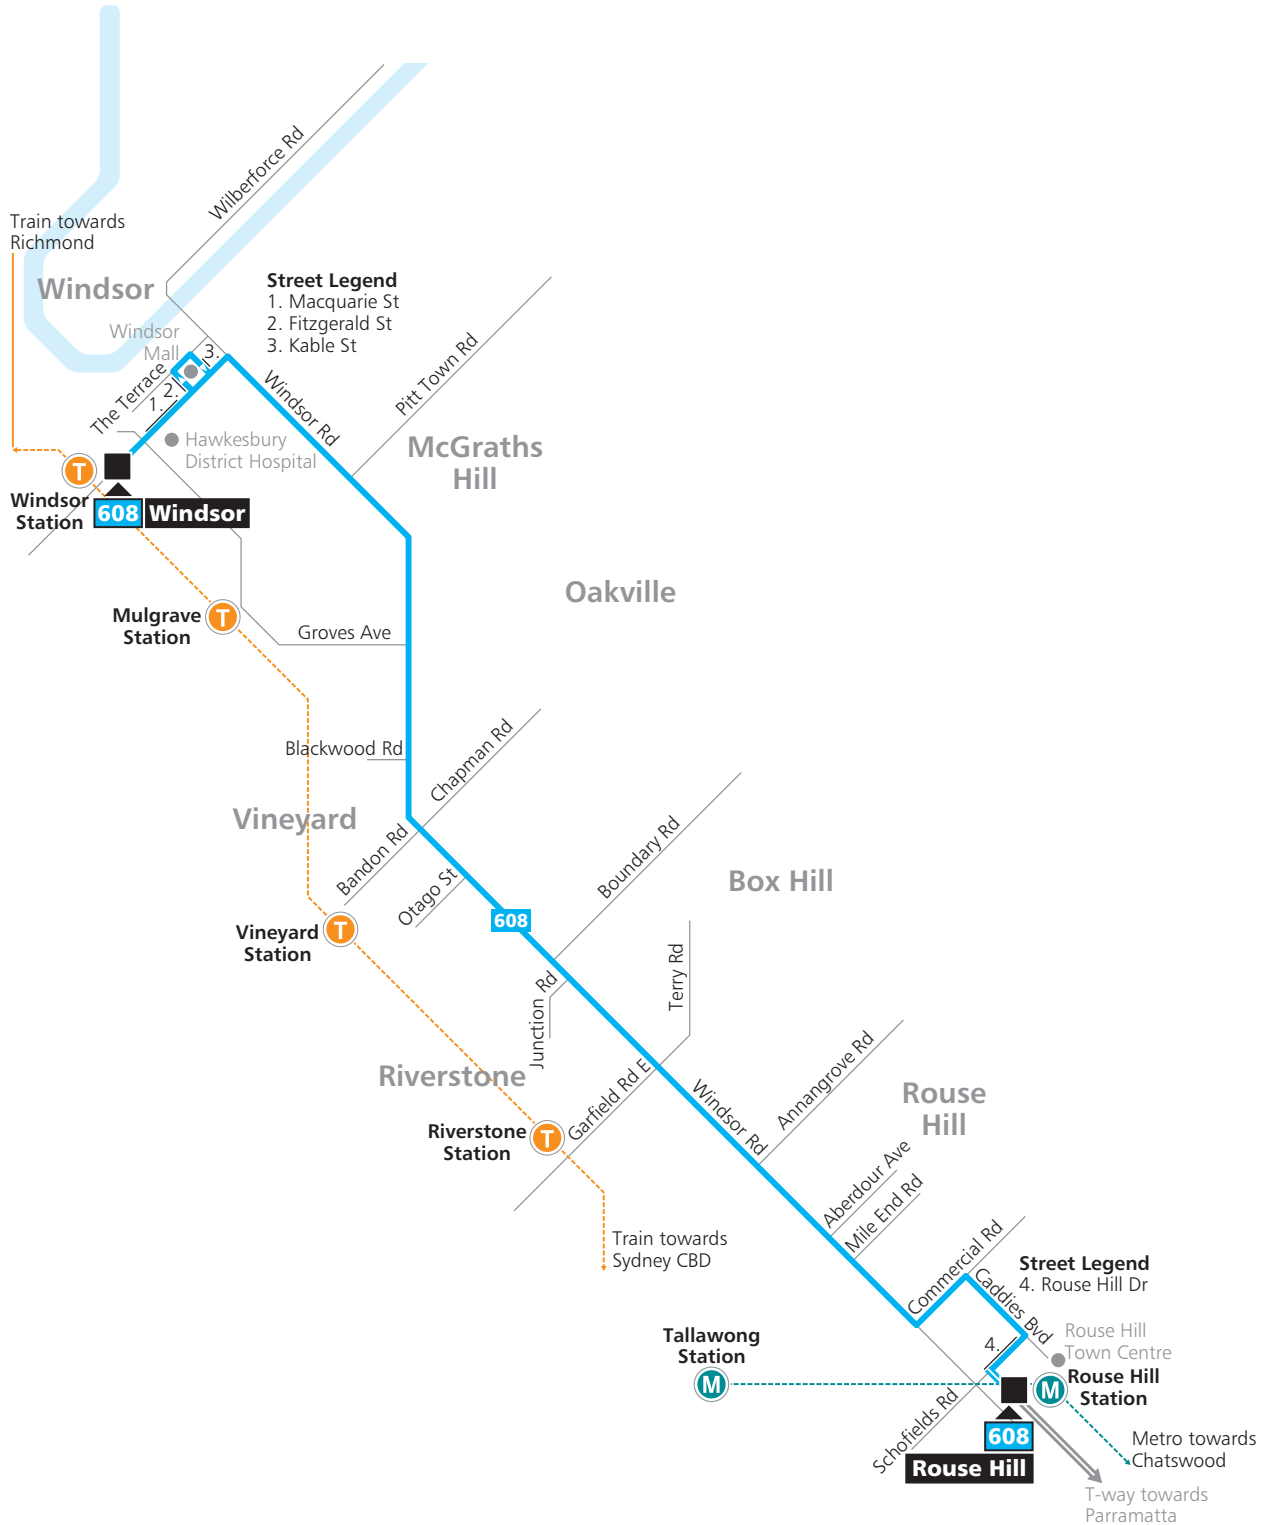 Wilberforce Rd
Train towards
Richmond
Windsor
Street Legend
1. Macquarie St
2. Fitzgerald St
3. Kable St
Windsor
Mall
3.
The Terrace
2.
1.
Windsor Rd
Pitt Town Rd
McGraths
Hill
Hawkesbury
District Hospital
T
Windsor
Station
608 Windsor
Oakville
Mulgrave
Station
T
Groves Ave
Blackwood Rd
Chapman Rd
Vineyard
Bandon Rd
Otago St
Boundary Rd
Box Hill
608
Vineyard
Station
T
Junction Rd
Terry Rd
Riverstone
Garfield Rd E
Windsor Rd
Annangrove Rd
Rouse
Hill
Riverstone
Station
T
Aberdour Ave
Mile End Rd
Train towards
Sydney CBD
Commercial Rd
Caddies Bvd
Street Legend
4. Rouse Hill Dr
4.
Rouse Hill
Town Centre
Tallawong
Station
M
Rouse Hill
Station
M
Schofields Rd
608
Rouse Hill
Metro towards
Chatswood
T-way towards
Parramatta